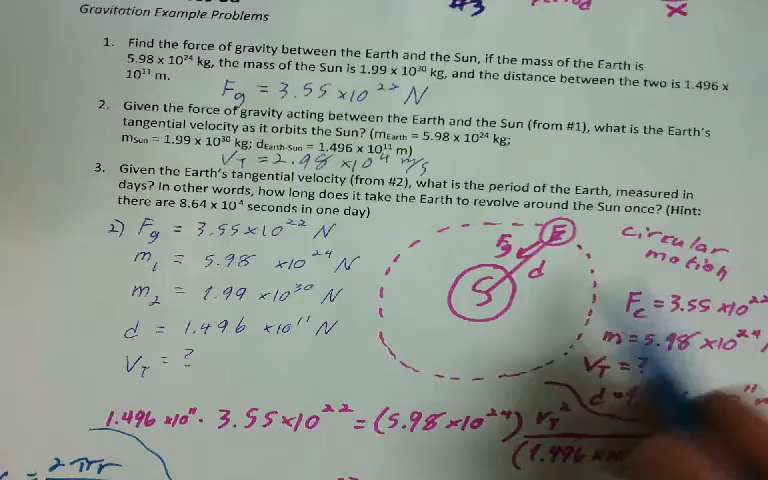 #3
Gravitation Example Problems
1. Find the force of gravity between the Earth and the Sun, if the mass of the Earth is
5.98 x 10²⁴ kg, the mass of the Sun is 1.99 x 10³⁰ kg, and the distance between the two is 1.496 x
10¹¹ m.
Fg = 3.55 x10²² N
2. Given the force of gravity acting between the Earth and the Sun (from #1), what is the Earth's
tangential velocity as it orbits the Sun? (mEarth = 5.98 x 10²⁴ kg;
mSun = 1.99 x 10³⁰ kg; dEarth-Sun = 1.496 x 10¹¹ m)
VT = 2.98 x10⁴ m/s
3. Given the Earth's tangential velocity (from #2), what is the period of the Earth, measured in
days? In other words, how long does it take the Earth to revolve around the Sun once? (Hint:
there are 8.64 x 10⁴ seconds in one day)
2) Fg = 3.55 x10²² N
m₁ = 5.98 x10²⁴ N
m₂ = 1.99 x10³⁰ N
d = 1.496 x10¹¹ N
VT = ?
E
Fg
d
S
circular
motion
Fc = 3.55 x10²²
m = 5.98 x10²⁴
VT = ?
d =
1.496 x10¹¹ · 3.55 x10²² = (5.98 x10²⁴) VT²
(1.496 x10
= 2πr